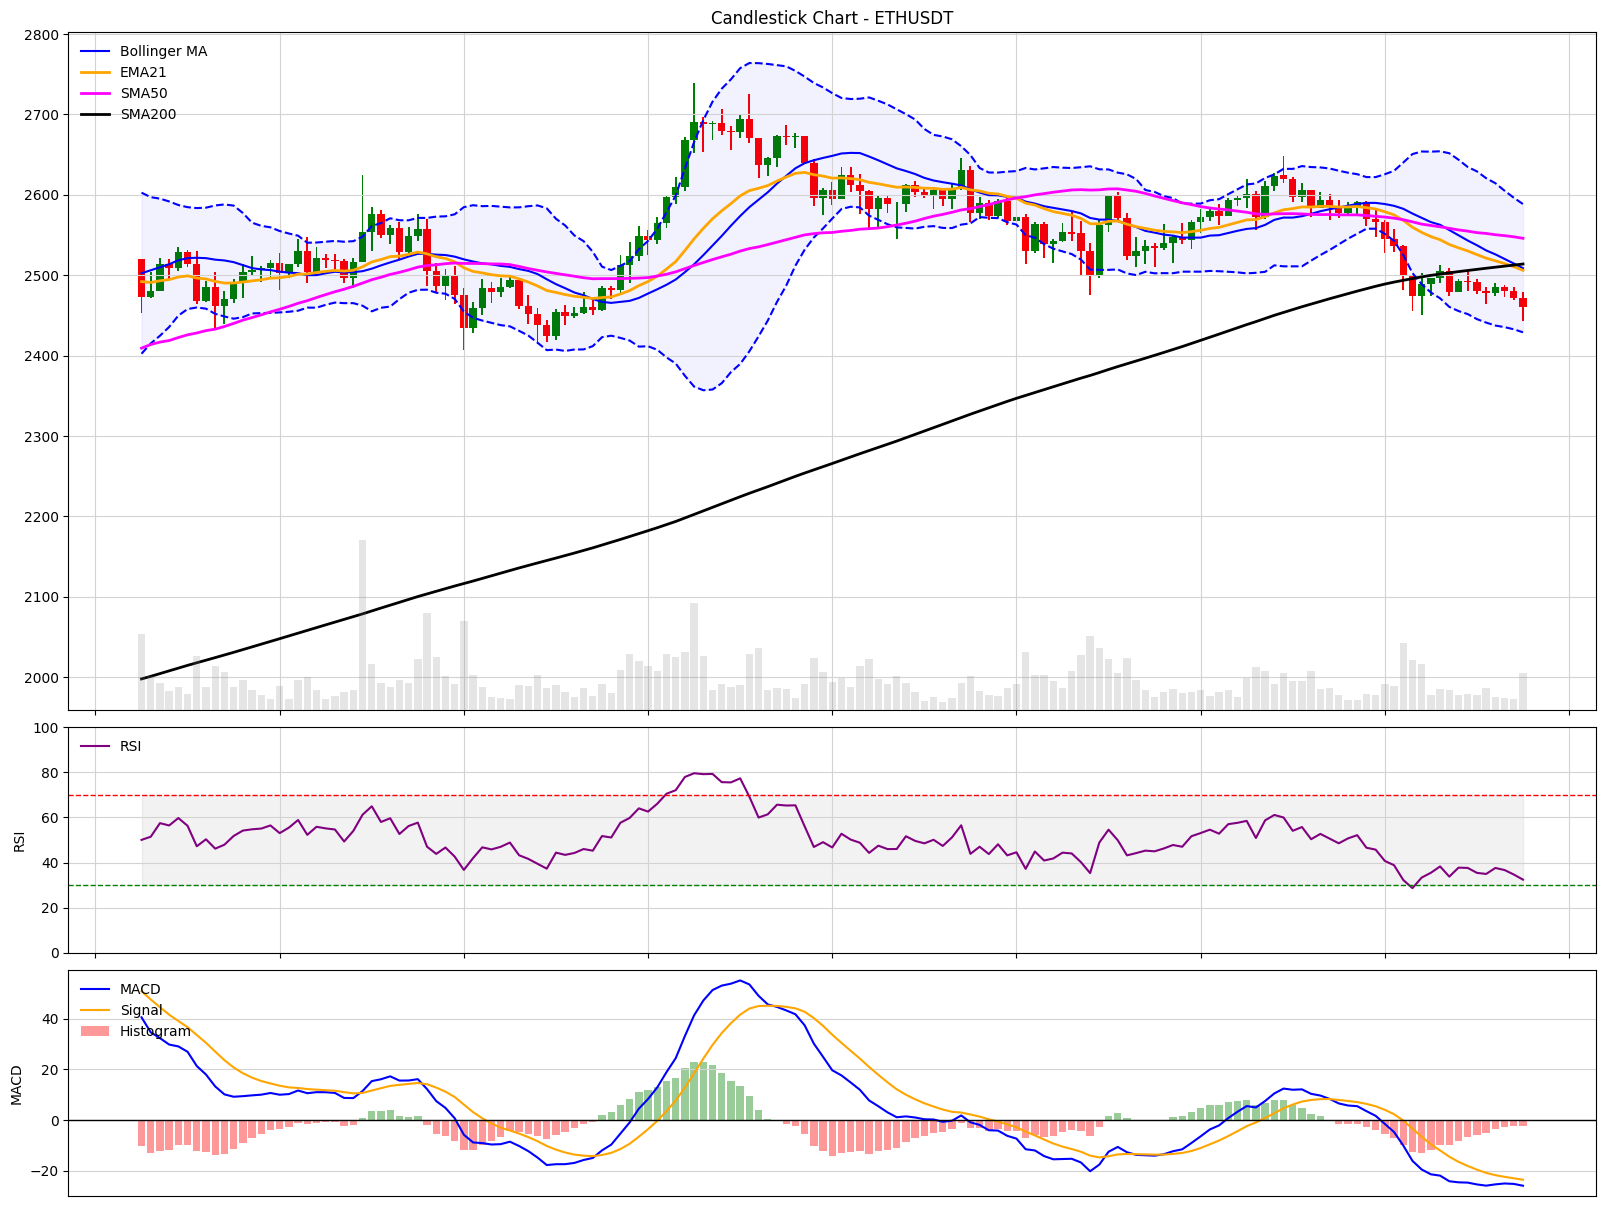 Candlestick Chart - ETHUSDT
2800
2700
2600
2500
2400
2300
2200
2100
2000
Bollinger MA
EMA21
SMA50
SMA200
100
80
60
40
20
0
RSI
RSI
40
20
0
−20
MACD
MACD
Signal
Histogram